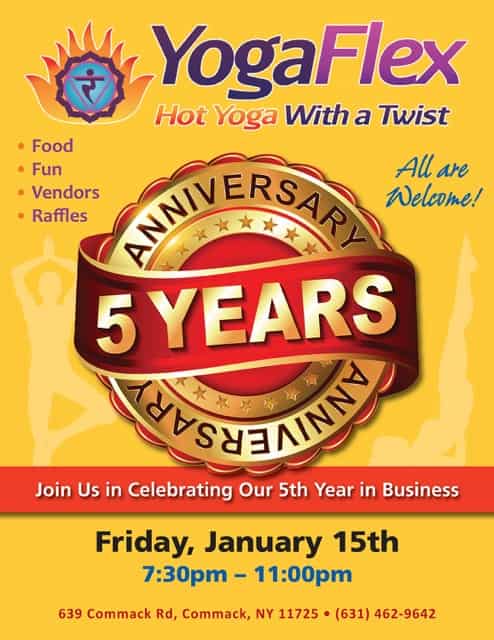 YogaFlex
Hot Yoga With a Twist
• Food
• Fun
• Vendors
• Raffles
All are
Welcome!
ANNIVERSARY
5 YEARS
ANNIVERSARY
Join Us in Celebrating Our 5th Year in Business
Friday, January 15th
7:30pm – 11:00pm
639 Commack Rd, Commack, NY 11725 • (631) 462-9642